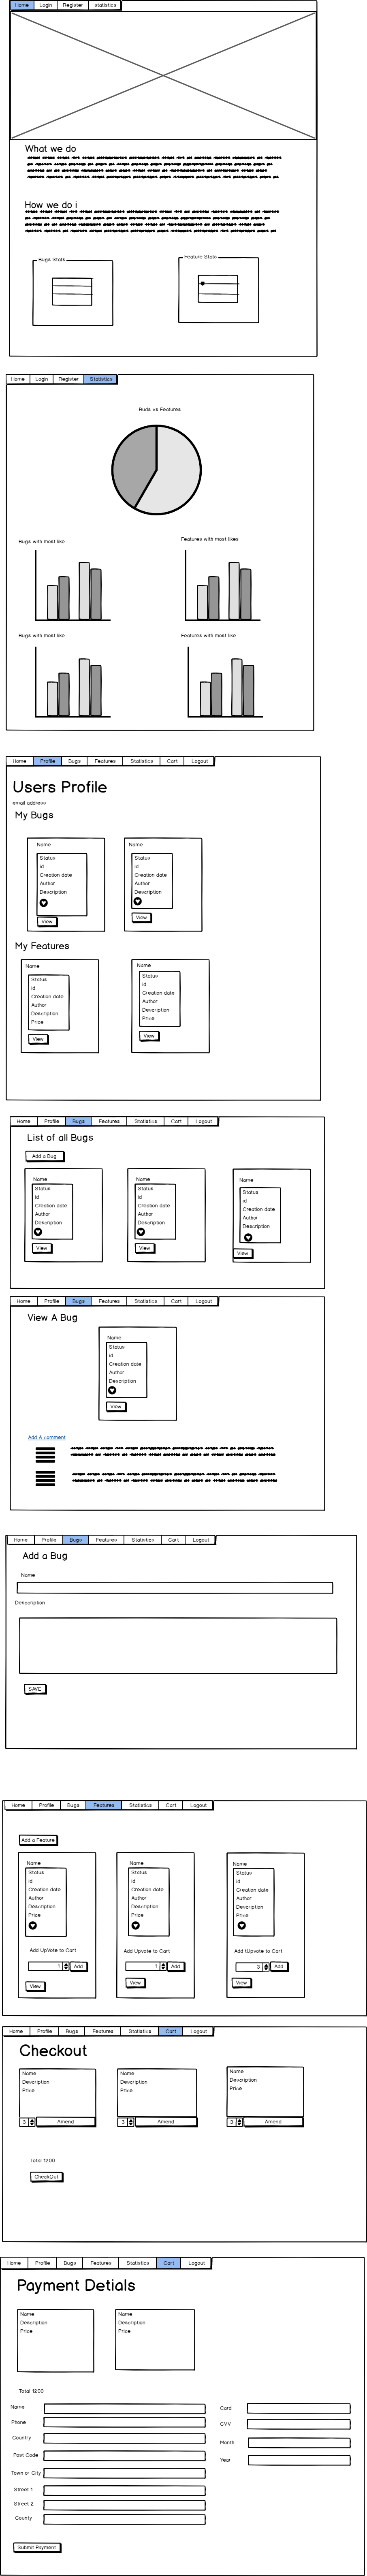 Home Login Register statistics
What we do
How we do i
Bugs Stats Feature Stats
Home Login Register Statistics
Buds vs Features
Bugs with most like Features with most likes
Bugs with most like Features with most like
Home Profile Bugs Features Statistics Cart Logout
Users Profile
email address
My Bugs
Name Name
Status Status
id id
Creation date Creation date
Author Author
Description Description
View View
My Features
Name Name
Status Status
id id
Creation date Creation date
Author Author
Description Description
Price Price
View View
Home Profile Bugs Features Statistics Cart Logout
List of all Bugs
Add a Bug
Name Name Name
Status Status Status
id id id
Creation date Creation date Creation date
Author Author Author
Description Description Description
View View View
Home Profile Bugs Features Statistics Cart Logout
View A Bug
Name
Status
id
Creation date
Author
Description
View
Add A comment
Home Profile Bugs Features Statistics Cart Logout
Add a Bug
Name
Desccription
SAVE
Home Profile Bugs Features Statistics Cart Logout
Add a Feature
Name Name Name
Status Status Status
id id id
Creation date Creation date Creation date
Author Author Author
Description Description Description
Price Price Price
Add UpVote to Cart Add Upvote to Cart Add tUpvote to Cart
1 Add 1 Add 3 Add
View View View
Home Profile Bugs Features Statistics Cart Logout
Checkout
Name Name Name
Description Description Description
Price Price Price
3 Amend 3 Amend 3 Amend
Total 1200
CheckOut
Home Profile Bugs Features Statistics Cart Logout
Payment Detials
Name Name
Description Description
Price Price
Total 1200
Name Card
Phone CVV
Country Month
Post Code Year
Town or City
Street 1
Street 2
County
Submit Payment